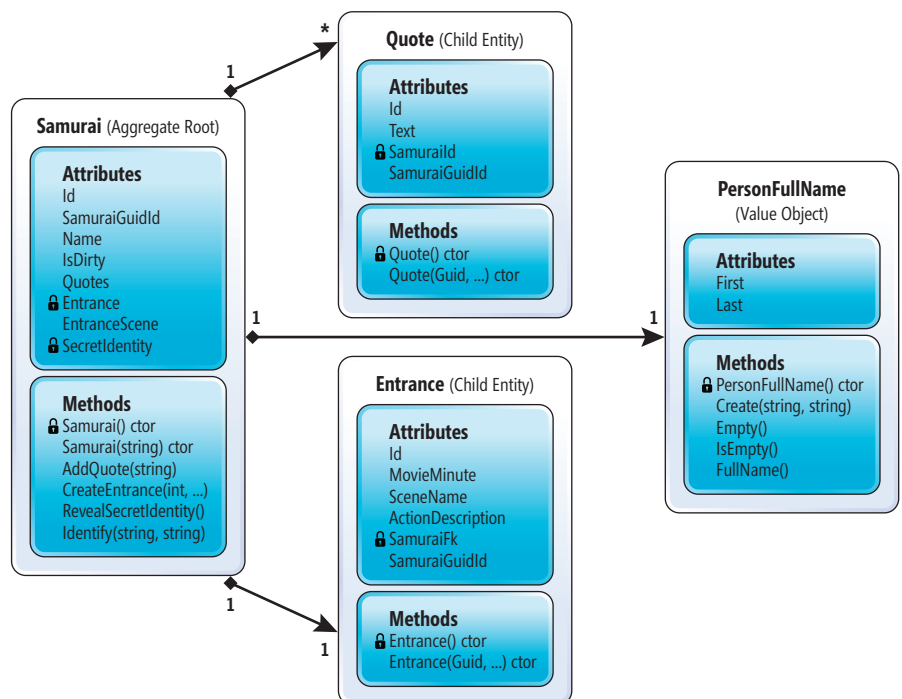 Samurai (Aggregate Root)
Attributes
Id
SamuraiGuidId
Name
IsDirty
Quotes
Entrance
EntranceScene
SecretIdentity
Methods
Samurai() ctor
Samurai(string) ctor
AddQuote(string)
CreateEntrance(int, ...)
RevealSecretIdentity()
Identify(string, string)
1
*
Quote (Child Entity)
Attributes
Id
Text
SamuraiId
SamuraiGuidId
Methods
Quote() ctor
Quote(Guid, ...) ctor
1
1
PersonFullName
(Value Object)
Attributes
First
Last
Methods
PersonFullName() ctor
Create(string, string)
Empty()
IsEmpty()
FullName()
1
1
Entrance (Child Entity)
Attributes
Id
MovieMinute
SceneName
ActionDescription
SamuraiFk
SamuraiGuidId
Methods
Entrance() ctor
Entrance(Guid, ...) ctor